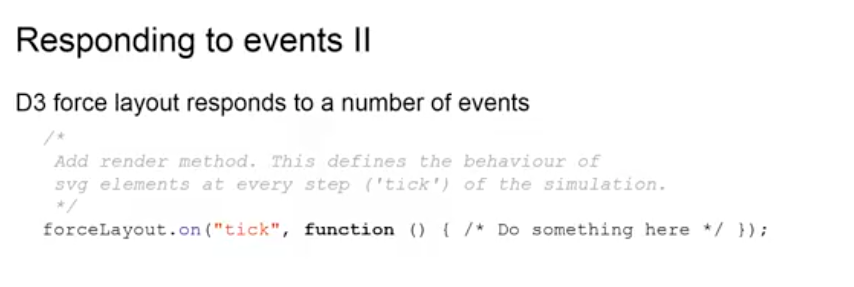 Responding to events II
D3 force layout responds to a number of events
/*
Add render method. This defines the behaviour of
svg elements at every step ('tick') of the simulation.
*/
forceLayout.on("tick", function () { /* Do something here */ });